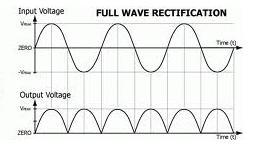 Input Voltage FULL WAVE RECTIFICATION
Vmax
ZERO
Time (t)
-Vmax
Output Voltage
Vmax
ZERO
Time (t)